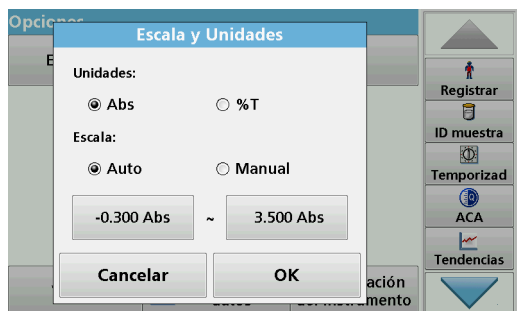 Opciones
Escala y Unidades
Unidades:
Abs
%T
Escala:
Auto
Manual
-0.300 Abs
~
3.500 Abs
Cancelar
OK
Registrar
ID muestra
Temporizad
ACA
Tendencias